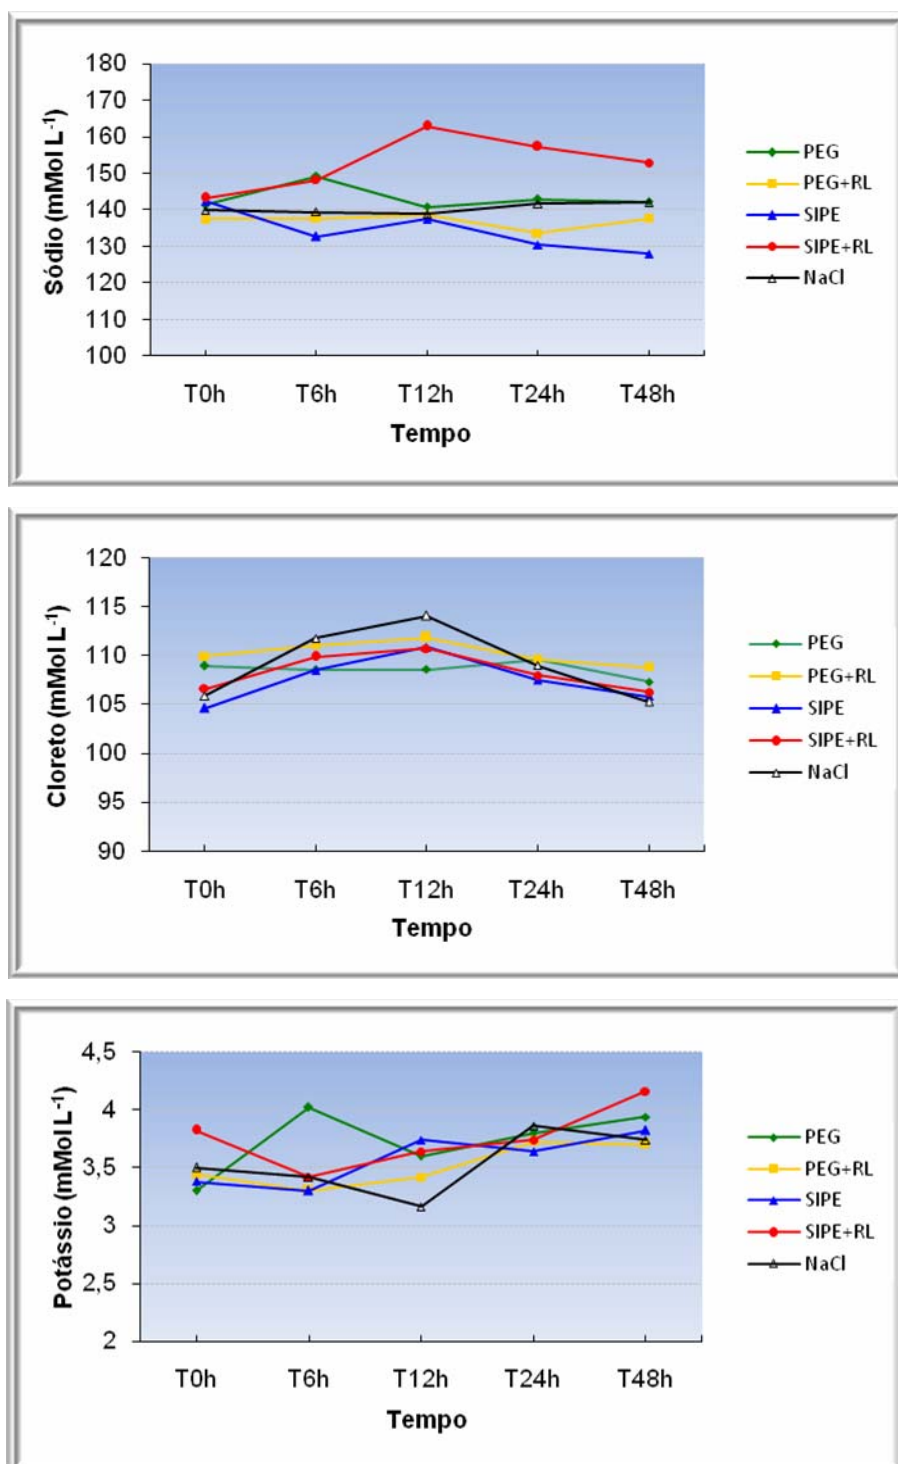 180
170
160
150
140
130
120
110
100
Sódio (mMol L-1)
T0h T6h T12h T24h T48h
Tempo
PEG
PEG+RL
SIPE
SIPE+RL
NaCl
120
115
110
105
100
95
90
Cloreto (mMol L-1)
T0h T6h T12h T24h T48h
Tempo
PEG
PEG+RL
SIPE
SIPE+RL
NaCl
4,5
4
3,5
3
2,5
2
Potássio (mMol L-1)
T0h T6h T12h T24h T48h
Tempo
PEG
PEG+RL
SIPE
SIPE+RL
NaCl